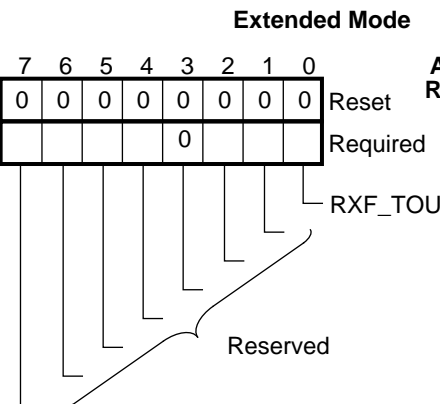 Extended Mode
7 6 5 4 3 2 1 0 A
0 0 0 0 0 0 0 0 Reset R
0 Required
RXF_TOU
Reserved